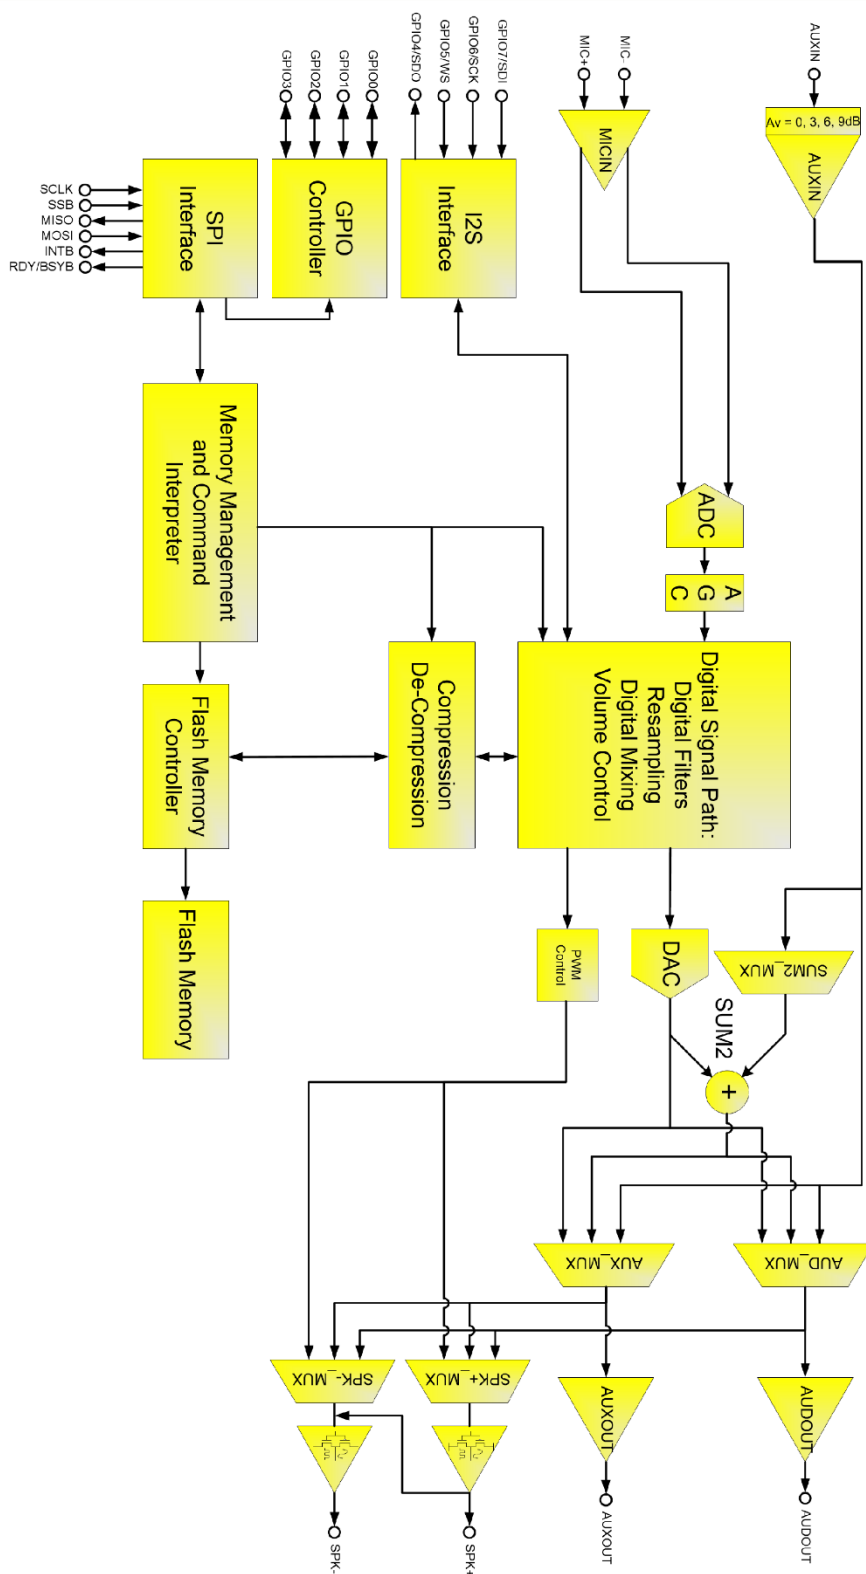 AUXIN
Av = 0, 3, 6, 9dB
AUXIN
MIC-
MIC+
MICIN
GPIO7/SDI
GPIO6/SCK
GPIO5/WS
GPIO4/SDO
I2S
Interface
GPIO0
GPIO1
GPIO2
GPIO3
GPIO
Controller
SPI
Interface
SCLK
SSB
MISO
MOSI
INTB
RDY/BSYB
ADC
A
G
C
Memory Management
and Command
Interpreter
Digital Signal Path:
Digital Filters
Resampling
Digital Mixing
Volume Control
Compression
De-Compression
Flash Memory
Controller
Flash Memory
SUM2_MUX
DAC
PWM
Control
SUM2
+
AUD_MUX
AUX_MUX
SPK+_MUX
SPK-_MUX
AUDOUT
AUXOUT
AUDOUT
AUXOUT
SPK+
SPK-